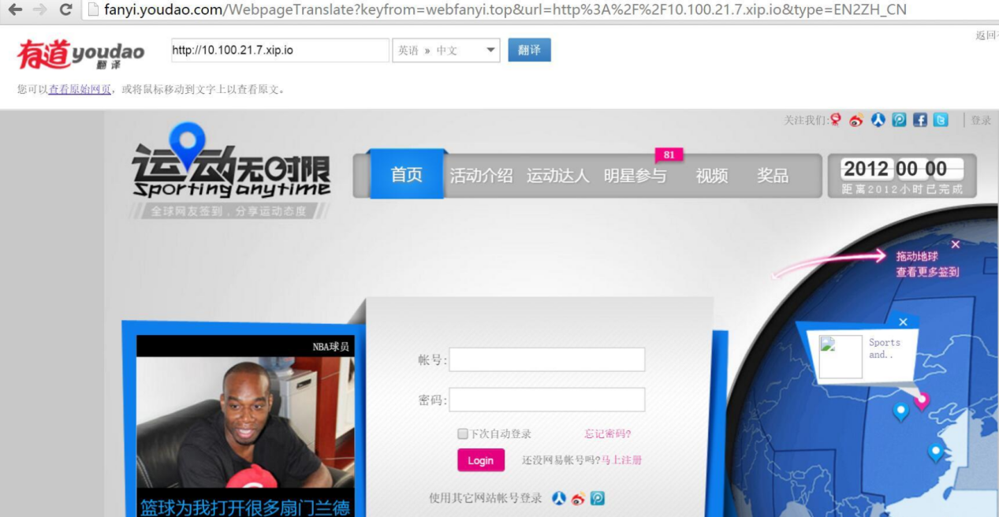 fanyi.youdao.com/WebpageTranslate?keyfrom=webfanyi.top&url=http%3A%2F%2F10.100.21.7.xip.io&type=EN2ZH_CN
返回
有道youdao
翻译
http://10.100.21.7.xip.io
英语 » 中文
翻译
您可以查看原始网页，或将鼠标移动到文字上以查看原文。
关注我们:
登录
运动无时限
Sporting anytime
全球网友签到，分享运动态度
首页 活动介绍 运动达人 明星参与 视频 奖品
81
2012 00 00
距离2012小时已完成
拖动地球
查看更多签到
Sports
and..
NBA球员
篮球为我打开很多扇门兰德
帐号:
密码:
下次自动登录 忘记密码?
Login 还没网易帐号吗?马上注册
使用其它网站帐号登录